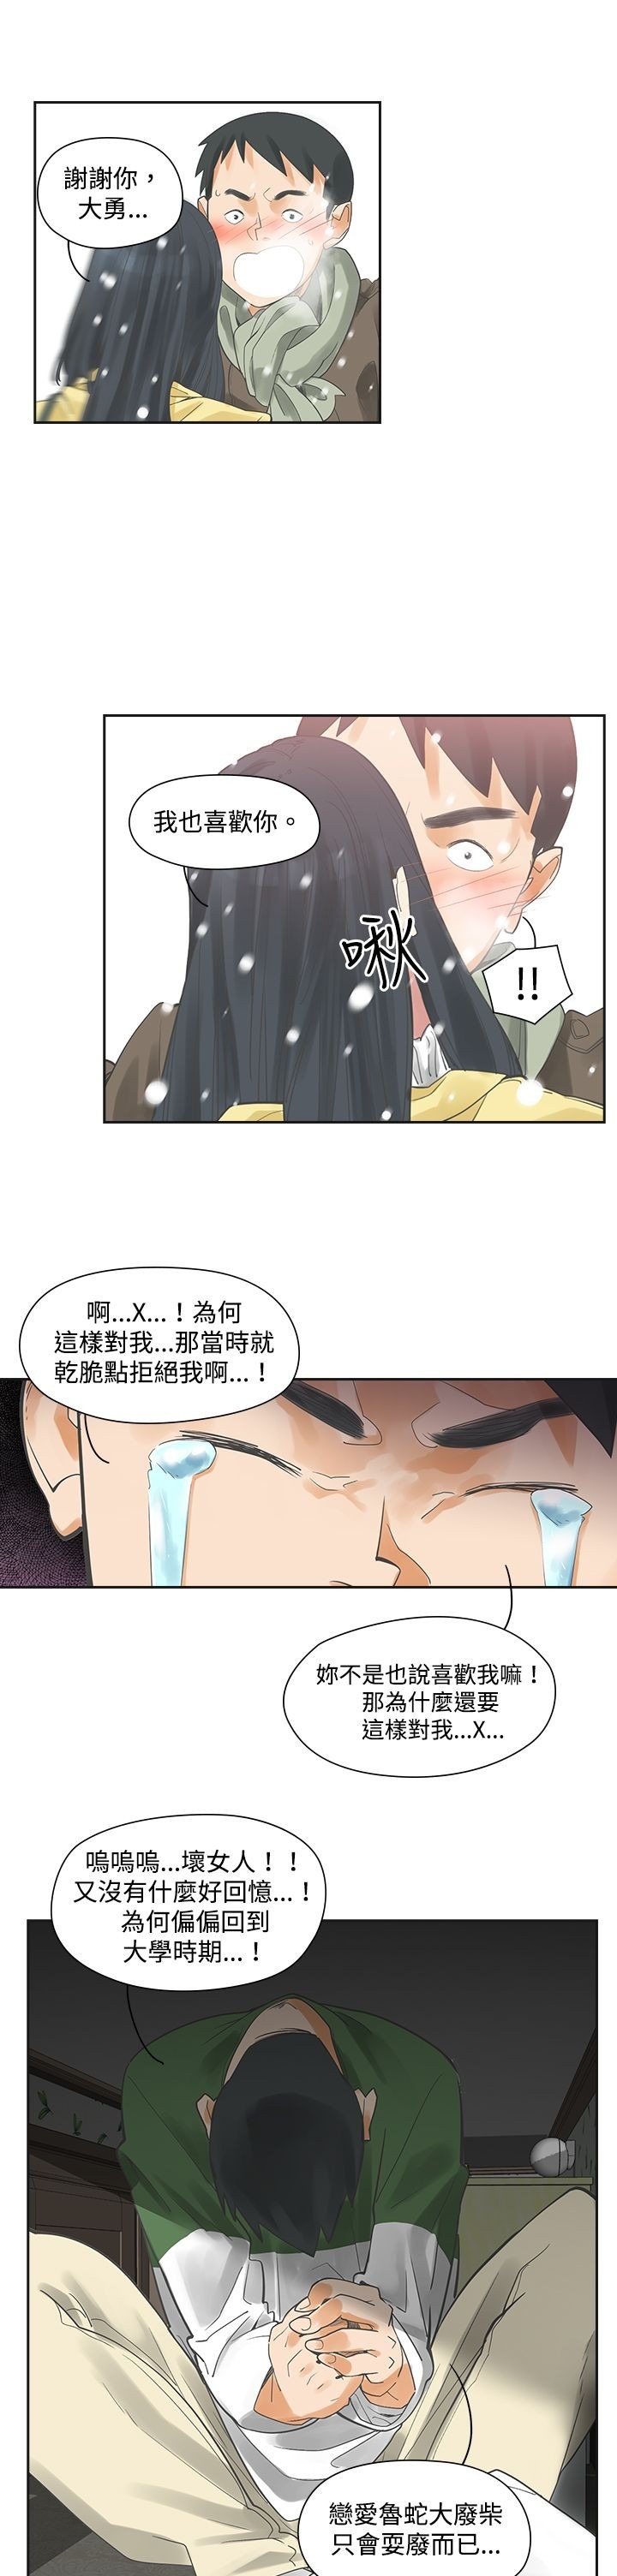 謝謝你，
大勇...
我也喜歡你。
啾
!!
啊...X...！為何
這樣對我...那當時就
乾脆點拒絕我啊...！
妳不是也說喜歡我嘛！
那為什麼還要
這樣對我...X...
嗚嗚嗚...壞女人！！
又沒有什麼好回憶...！
為何偏偏回到
大學時期...！
戀愛魯蛇大廢柴
只會耍廢而已...